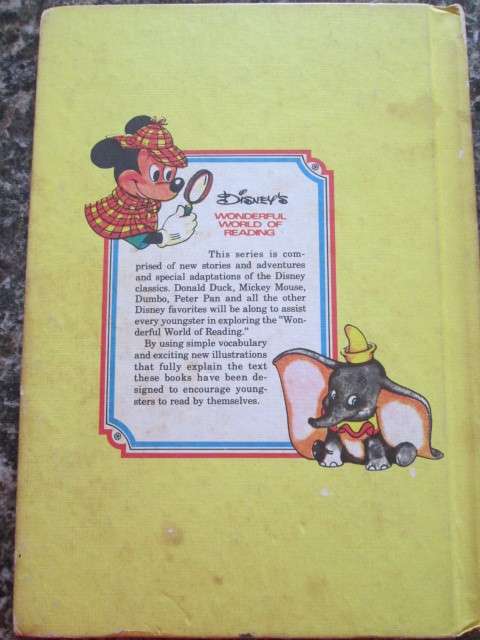 Disney's
WONDERFUL
WORLD OF
READING
This series is com-
prised of new stories and adventures
and special adaptations of the Disney
classics. Donald Duck, Mickey Mouse,
Dumbo, Peter Pan and all the other
Disney favorites will be along to assist
every youngster in exploring the "Won-
derful World of Reading."
By using simple vocabulary
and exciting new illustrations
that fully explain the text
these books have been de-
signed to encourage young-
sters to read by themselves.